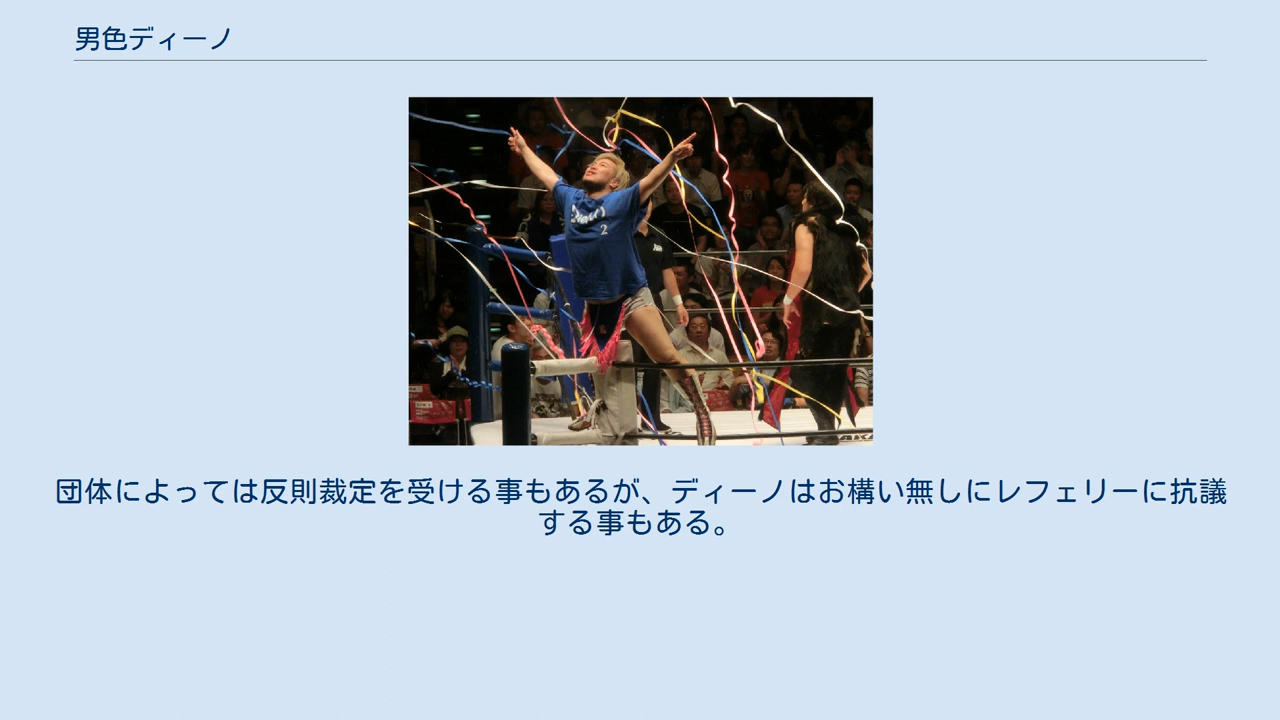 男色ディーノ
団体によっては反則裁定を受ける事もあるが、ディーノはお構い無しにレフェリーに抗議
する事もある。